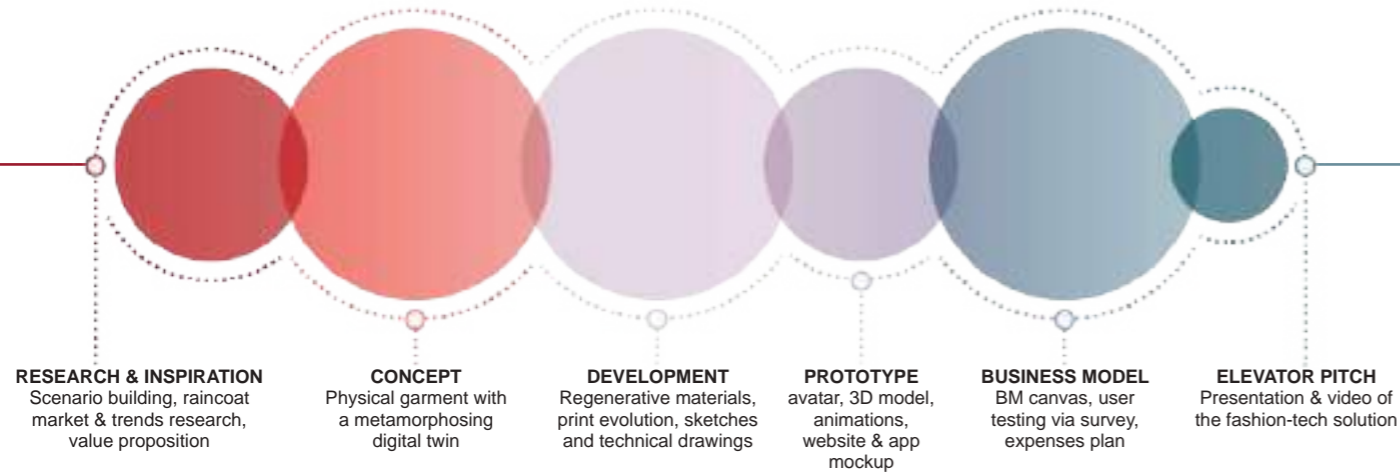 RESEARCH & INSPIRATION
Scenario building, raincoat
market & trends research,
value proposition
CONCEPT
Physical garment with
a metamorphosing
digital twin
DEVELOPMENT
Regenerative materials,
print evolution, sketches
and technical drawings
PROTOTYPE
avatar, 3D model,
animations,
website & app
mockup
BUSINESS MODEL
BM canvas, user
testing via survey,
expenses plan
ELEVATOR PITCH
Presentation & video of
the fashion-tech solution